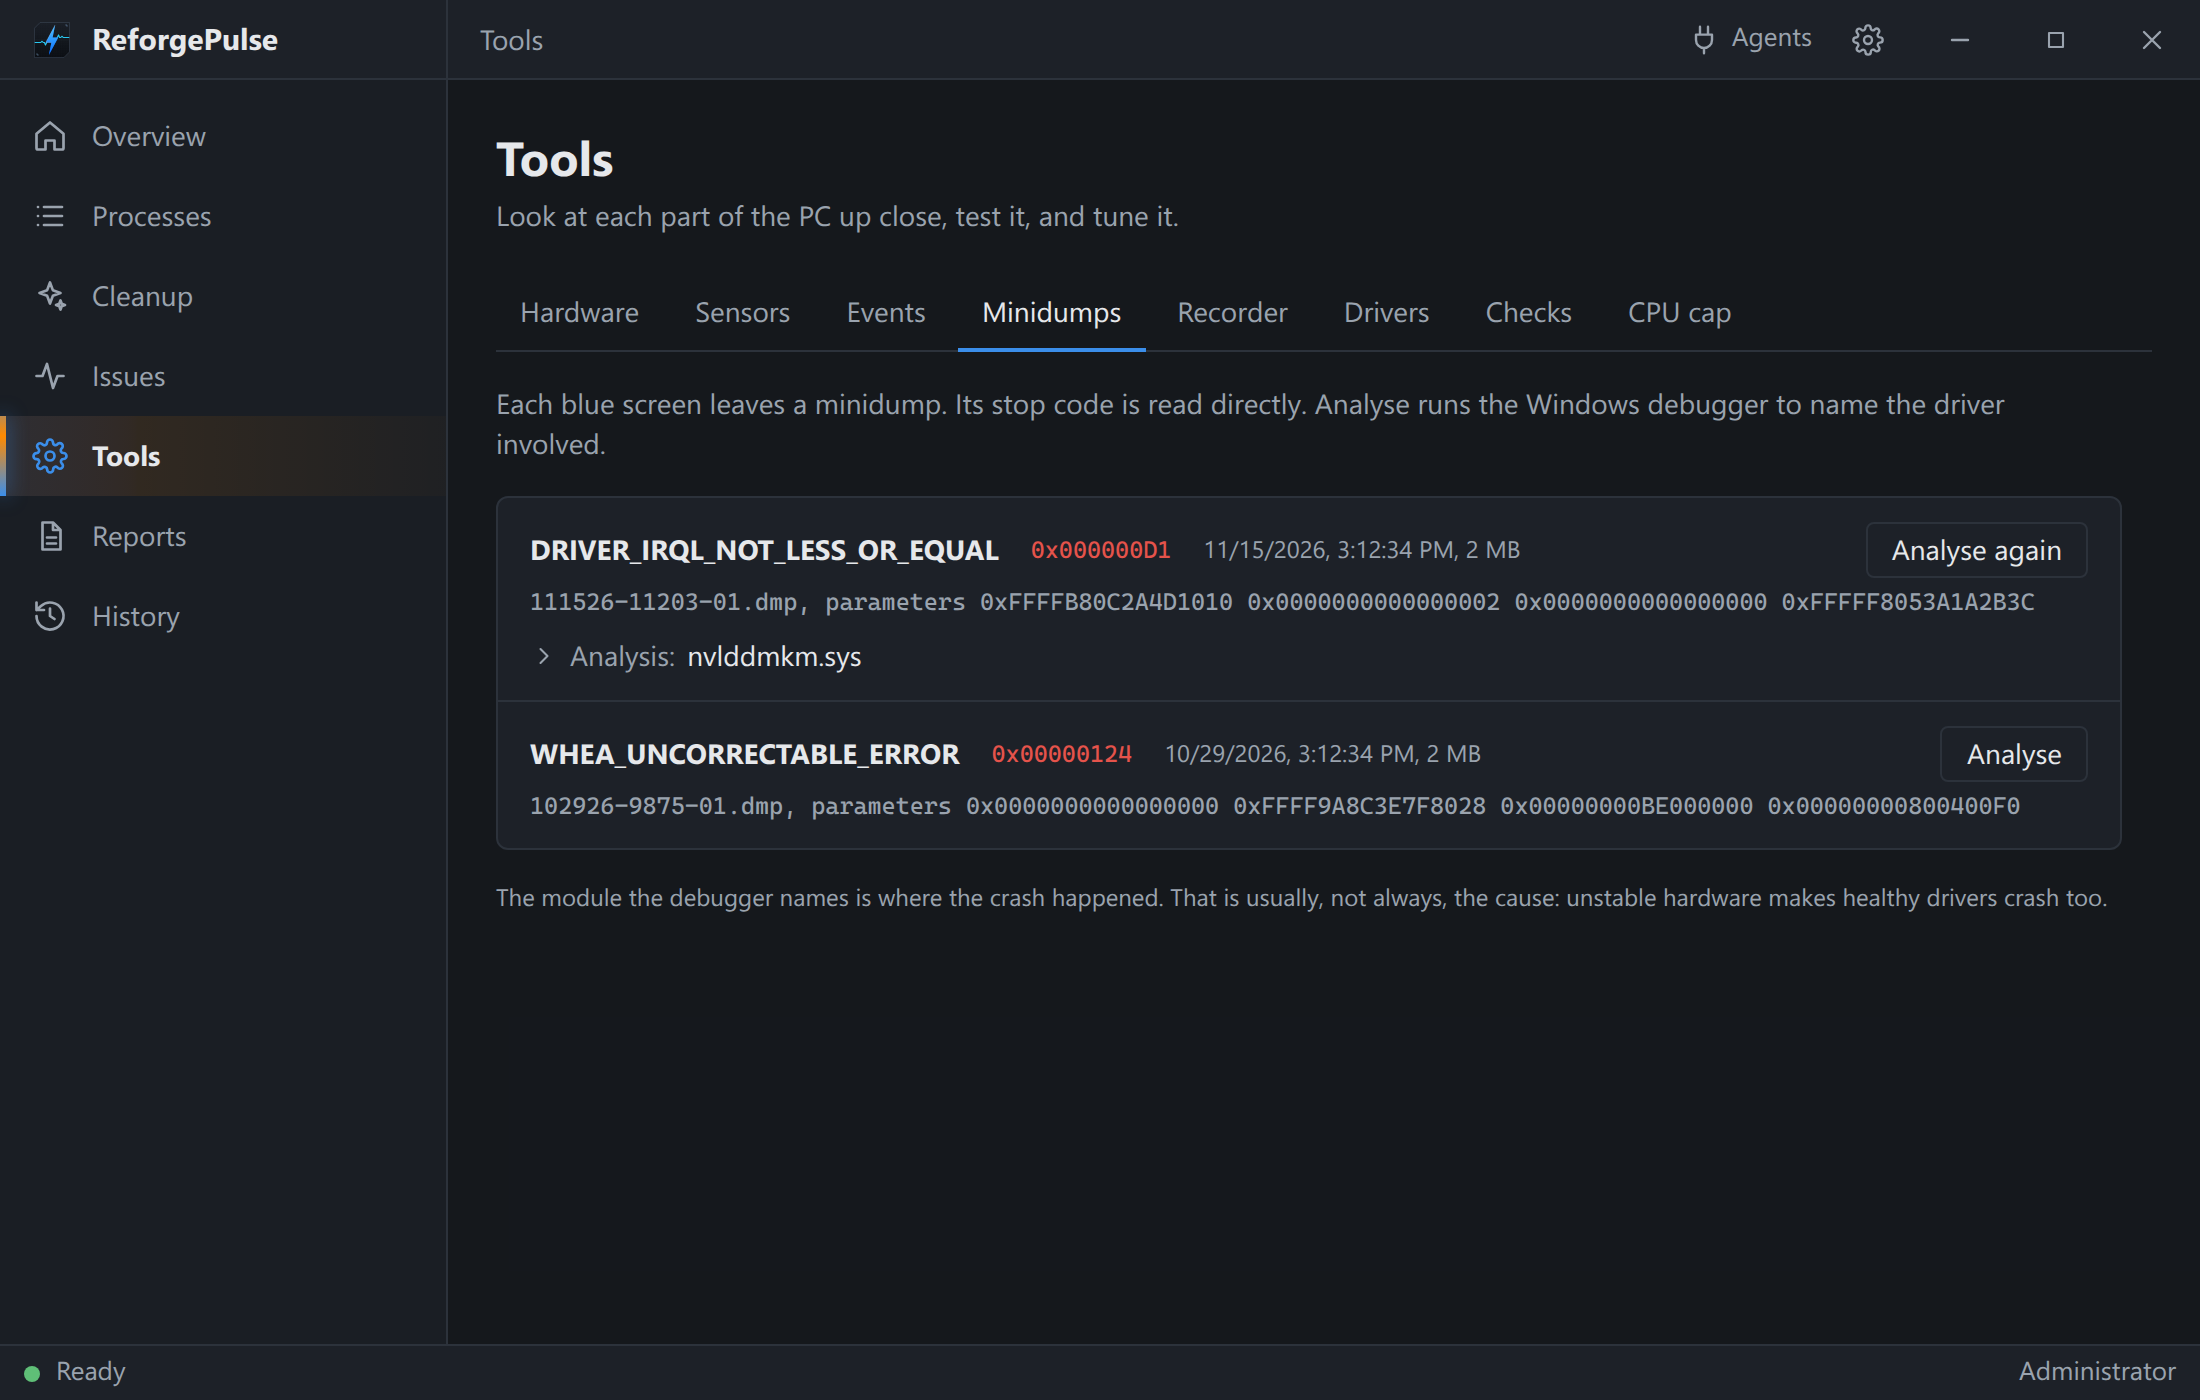 ReforgePulse
Tools
Agents
Overview
Processes
Cleanup
Issues
Tools
Reports
History
Tools
Look at each part of the PC up close, test it, and tune it.
Hardware Sensors Events Minidumps Recorder Drivers Checks CPU cap
Each blue screen leaves a minidump. Its stop code is read directly. Analyse runs the Windows debugger to name the driver
involved.
DRIVER_IRQL_NOT_LESS_OR_EQUAL 0x000000D1 11/15/2026, 3:12:34 PM, 2 MB Analyse again
111526-11203-01.dmp, parameters 0xFFFFB80C2A4D1010 0x0000000000000002 0x0000000000000000 0xFFFFF8053A1A2B3C
Analysis: nvlddmkm.sys
WHEA_UNCORRECTABLE_ERROR 0x00000124 10/29/2026, 3:12:34 PM, 2 MB Analyse
102926-9875-01.dmp, parameters 0x0000000000000000 0xFFFF9A8C3E7F8028 0x00000000BE000000 0x00000000800400F0
The module the debugger names is where the crash happened. That is usually, not always, the cause: unstable hardware makes healthy drivers crash too.
Ready
Administrator